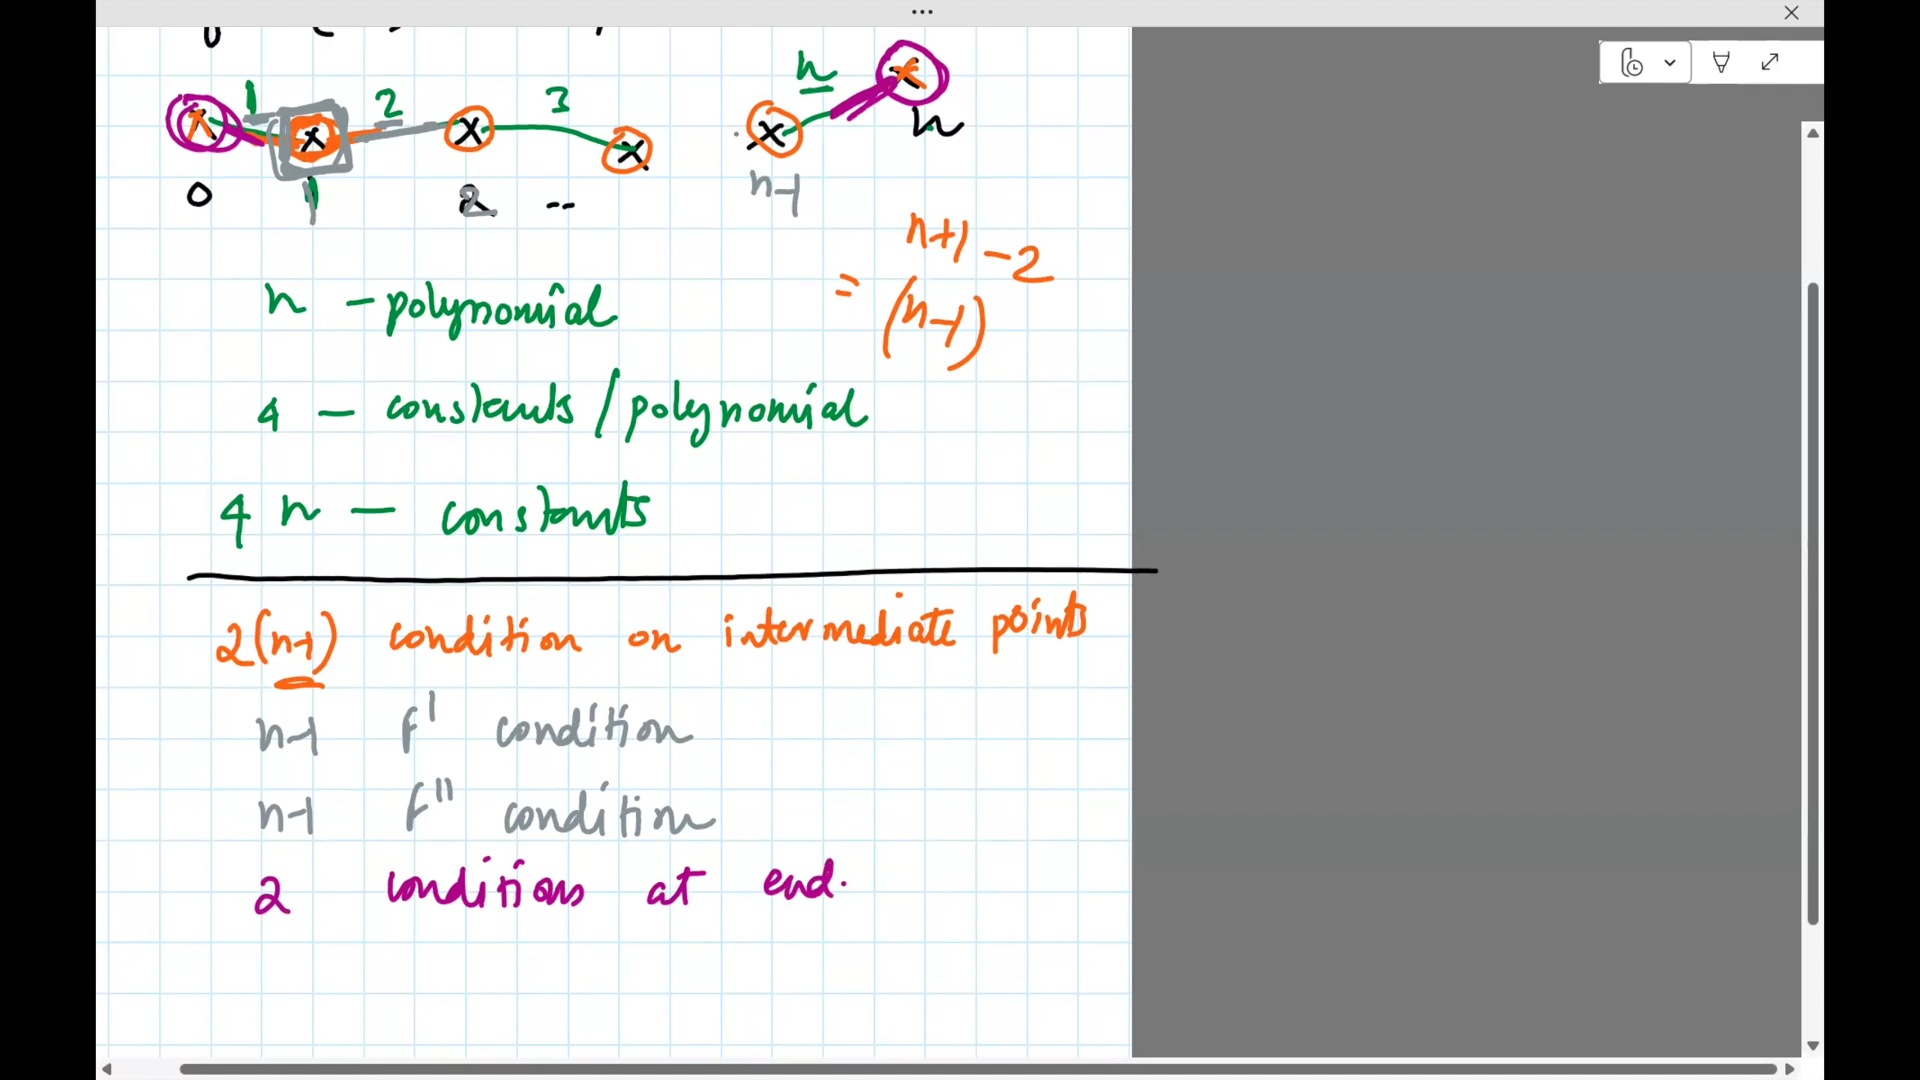 1 2 3 n
n
0 1 2 -- n-1
n+1 -2
= (n-1)
n - polynomial
4 - constants/polynomial
4n - constants
2(n-1) condition on intermediate points
n-1 f' condition
n-1 f'' condition
2 conditions at end.